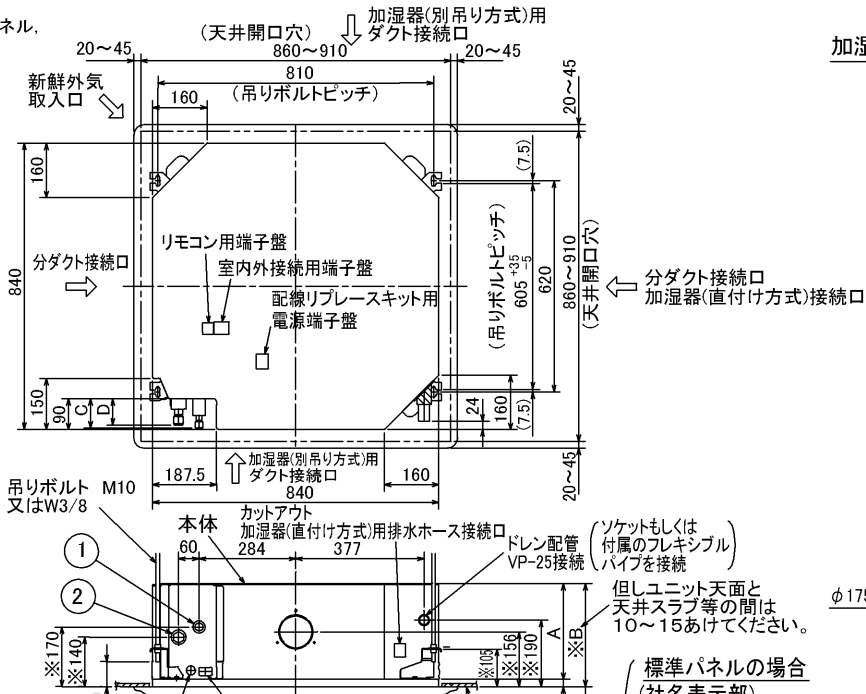 ネル,
(天井開口穴)
加湿器(別吊り方式)用
ダクト接続口
20～45
860～910
20～45
810
(吊りボルトピッチ)
新鮮外気
取入口
160
20～45
加湿
160
(7.5)
リモコン用端子盤
室内外接続用端子盤
配線リプレースキット用
電源端子盤
分ダクト接続口
840
(吊りボルトピッチ)
605 +35 -5
620
860～910
(天井開口穴)
分ダクト接続口
加湿器(直付け方式)接続口
150
90
C
D
24
160
(7.5)
20～45
187.5
加湿器(別吊り方式)用
ダクト接続口
160
840
吊りボルト M10
又はW3/8
本体
カットアウト
加湿器(直付け方式)用排水ホース接続口
60
284
377
ドレン配管
VP-25接続
(ソケットもしくは
付属のフレキシブル
パイプを接続)
1
2
※170
※140
※105
※156
※190
A
※B
但しユニット天面と
天井スラブ等の間は
10～15あけてください。
φ175
標準パネルの場合
(社名表示部)